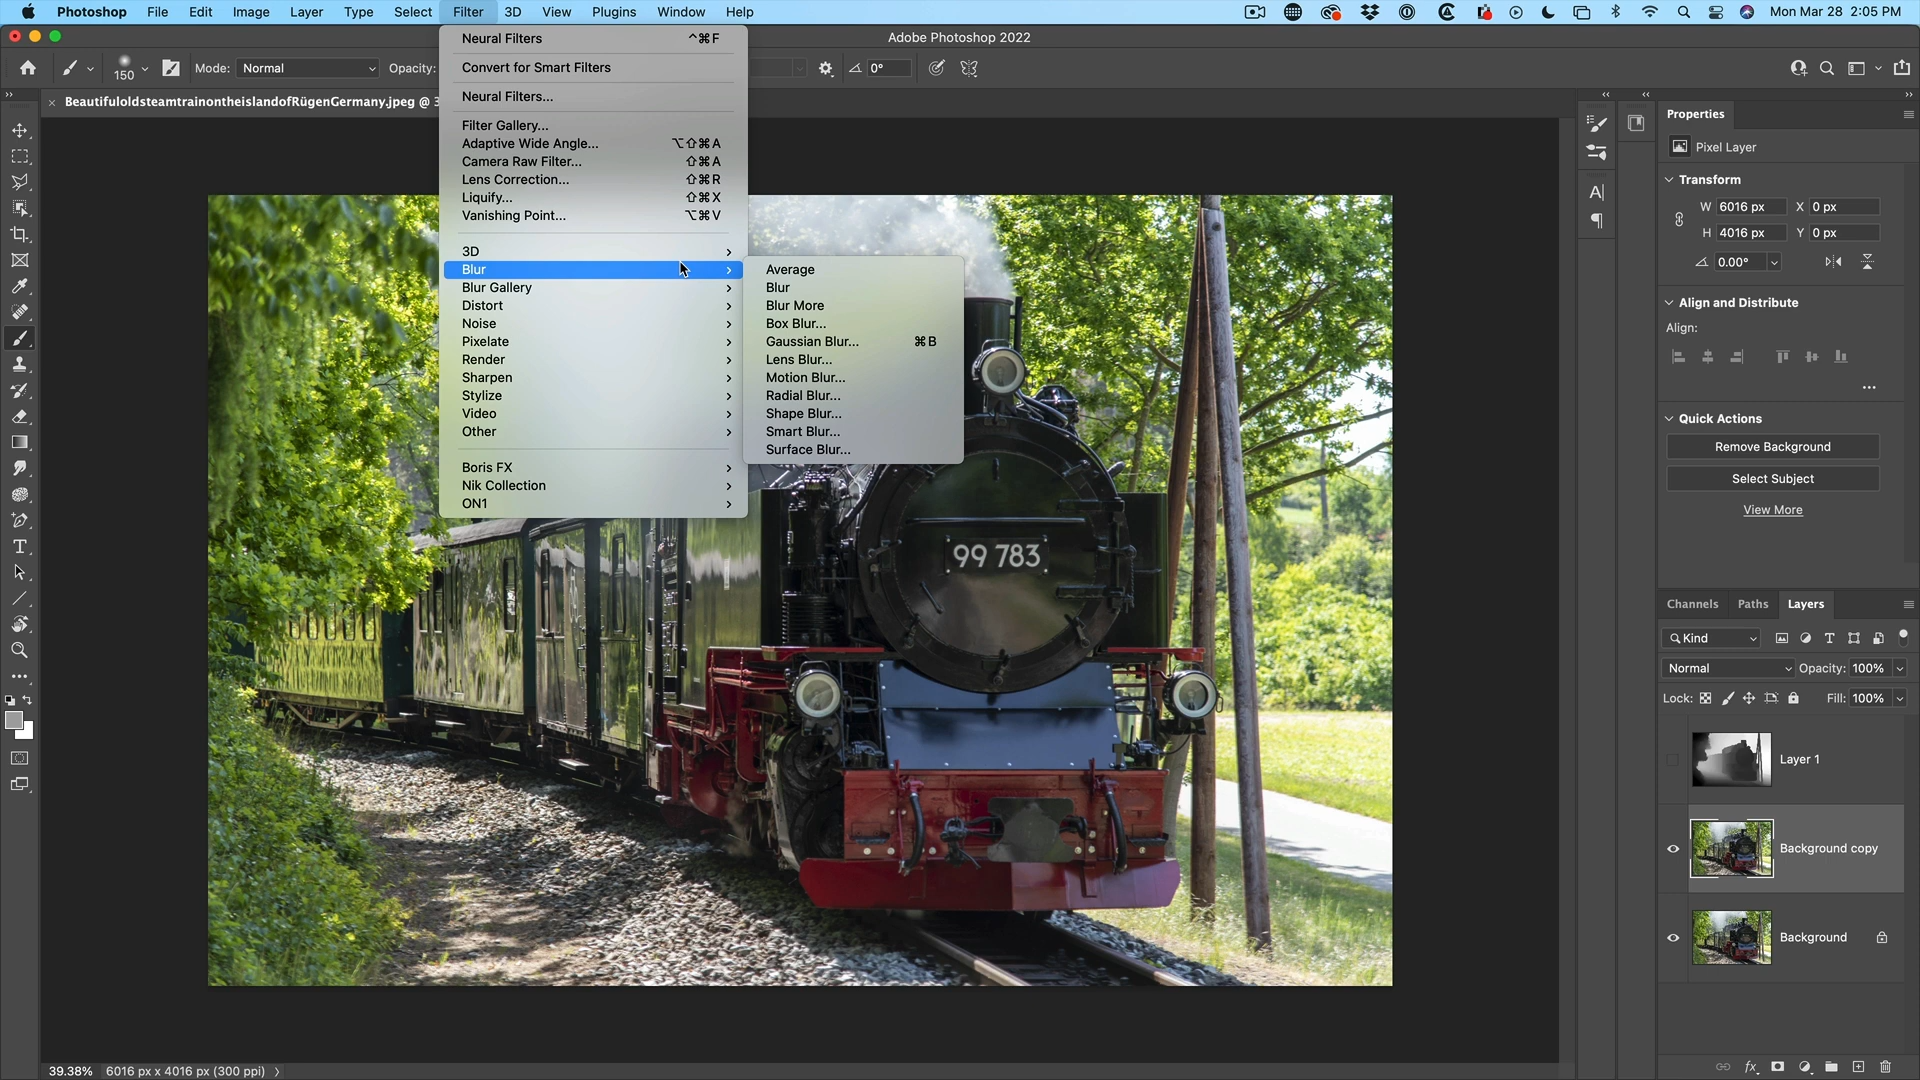 Photoshop File Edit Image Layer Type Select Filter 3D View Plugins Window Help Mon Mar 28 2:05 PM
Adobe Photoshop 2022
150 Mode: Normal Opacity: 0°
BeautifuloldsteamtrainontheislandofRügenGermany.jpeg @ 3
Neural Filters ^⌘F
Convert for Smart Filters
Neural Filters...
Filter Gallery...
Adaptive Wide Angle... ⌥⇧⌘A
Camera Raw Filter... ⇧⌘A
Lens Correction... ⇧⌘R
Liquify... ⇧⌘X
Vanishing Point... ⌥⌘V
3D
Blur
Blur Gallery
Distort
Noise
Pixelate
Render
Sharpen
Stylize
Video
Other
Boris FX
Nik Collection
ON1
Average
Blur
Blur More
Box Blur...
Gaussian Blur... ⌘B
Lens Blur...
Motion Blur...
Radial Blur...
Shape Blur...
Smart Blur...
Surface Blur...
99 783
Properties
Pixel Layer
Transform
W 6016 px X 0 px
H 4016 px Y 0 px
0.00°
Align and Distribute
Align:
Quick Actions
Remove Background
Select Subject
View More
Channels Paths Layers
Kind
Normal Opacity: 100%
Lock: Fill: 100%
Layer 1
Background copy
Background
39.38% 6016 px x 4016 px (300 ppi)